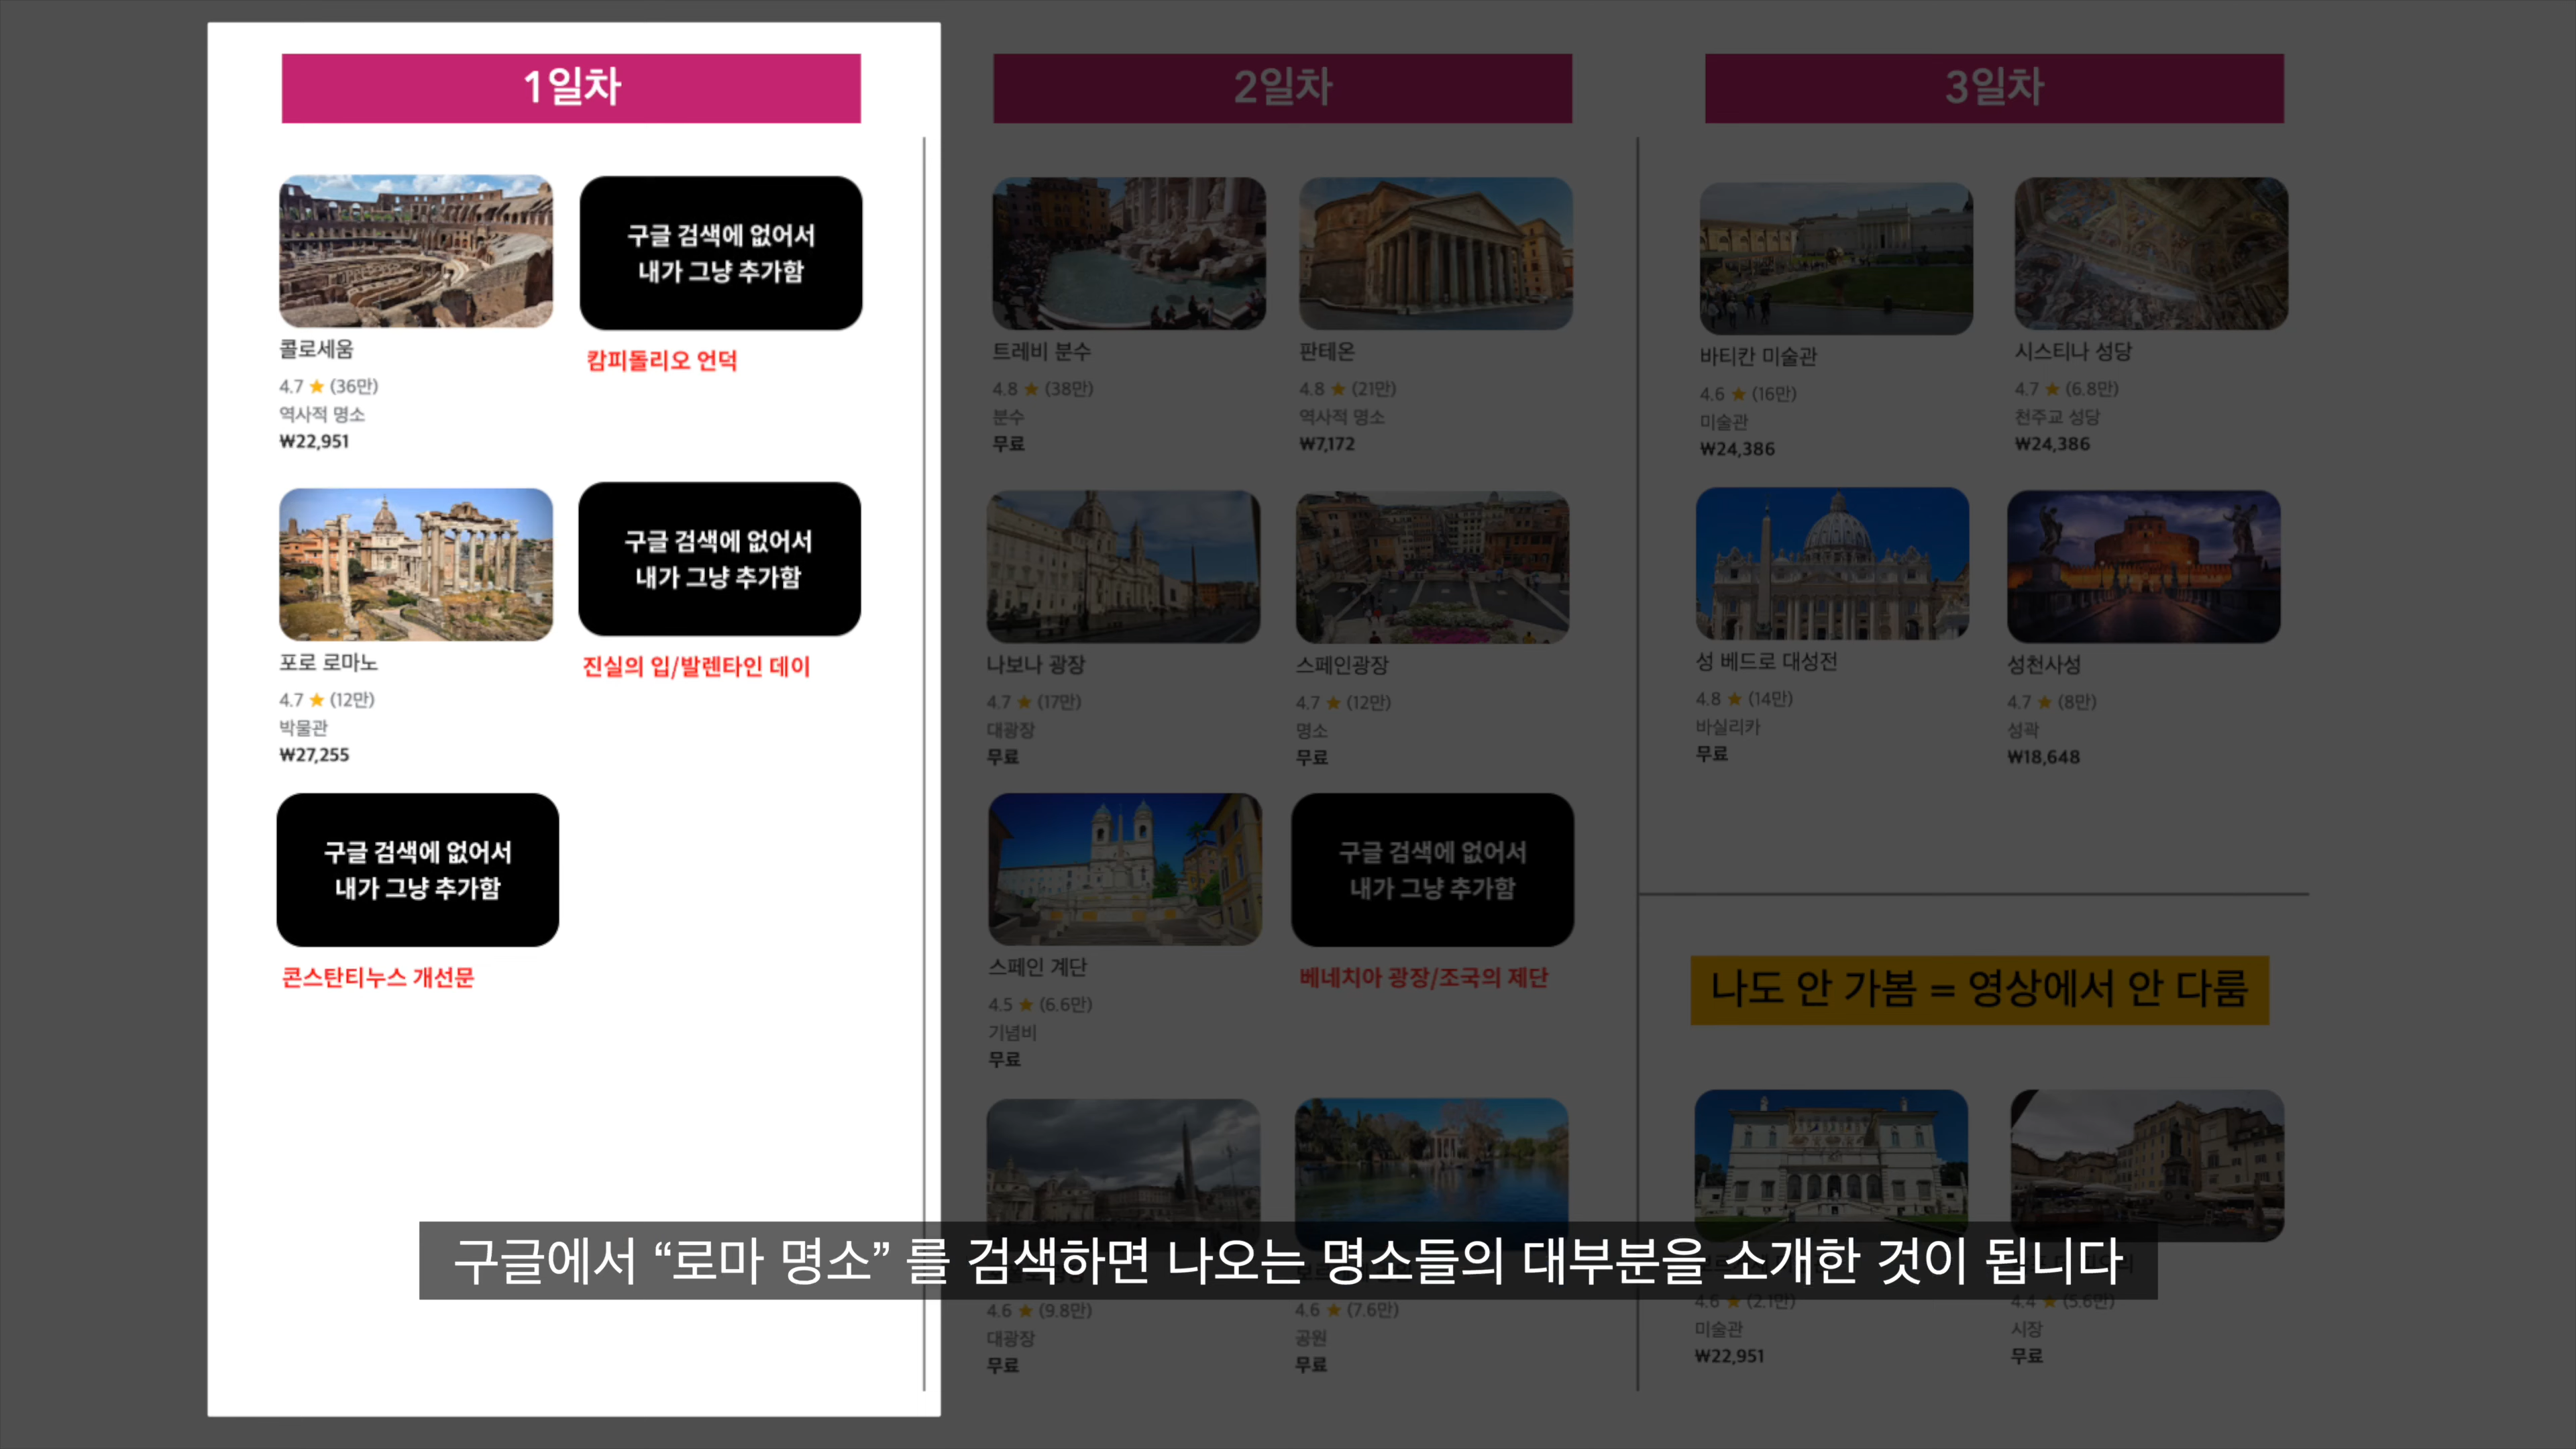 1일차
구글 검색에 없어서
내가 그냥 추가함
콜로세움
4.7 ★ (36만)
역사적 명소
₩22,951
캄피돌리오 언덕
구글 검색에 없어서
내가 그냥 추가함
포로 로마노
4.7 ★ (12만)
박물관
₩27,255
진실의 입/발렌타인 데이
구글 검색에 없어서
내가 그냥 추가함
콘스탄티누스 개선문
2일차
트레비 분수
4.8 ★ (38만)
분수
무료
판테온
4.8 ★ (21만)
역사적 명소
₩7,172
나보나 광장
4.7 ★ (17만)
대광장
무료
스페인광장
4.7 ★ (12만)
명소
무료
스페인 계단
4.5 ★ (6.6만)
기념비
무료
구글 검색에 없어서
내가 그냥 추가함
베네치아 광장/조국의 제단
4.6 ★ (9.8만)
대광장
무료
4.6 ★ (7.6만)
공원
무료
3일차
바티칸 미술관
4.6 ★ (16만)
미술관
₩24,386
시스티나 성당
4.7 ★ (6.8만)
천주교 성당
₩24,386
성 베드로 대성전
4.8 ★ (14만)
바실리카
무료
성천사성
4.7 ★ (8만)
성곽
₩18,648
나도 안 가봄 = 영상에서 안 다룸
4.6 ★ (2.1만)
미술관
₩22,951
4.4 ★ (5.6만)
시장
무료
구글에서 “로마 명소” 를 검색하면 나오는 명소들의 대부분을 소개한 것이 됩니다